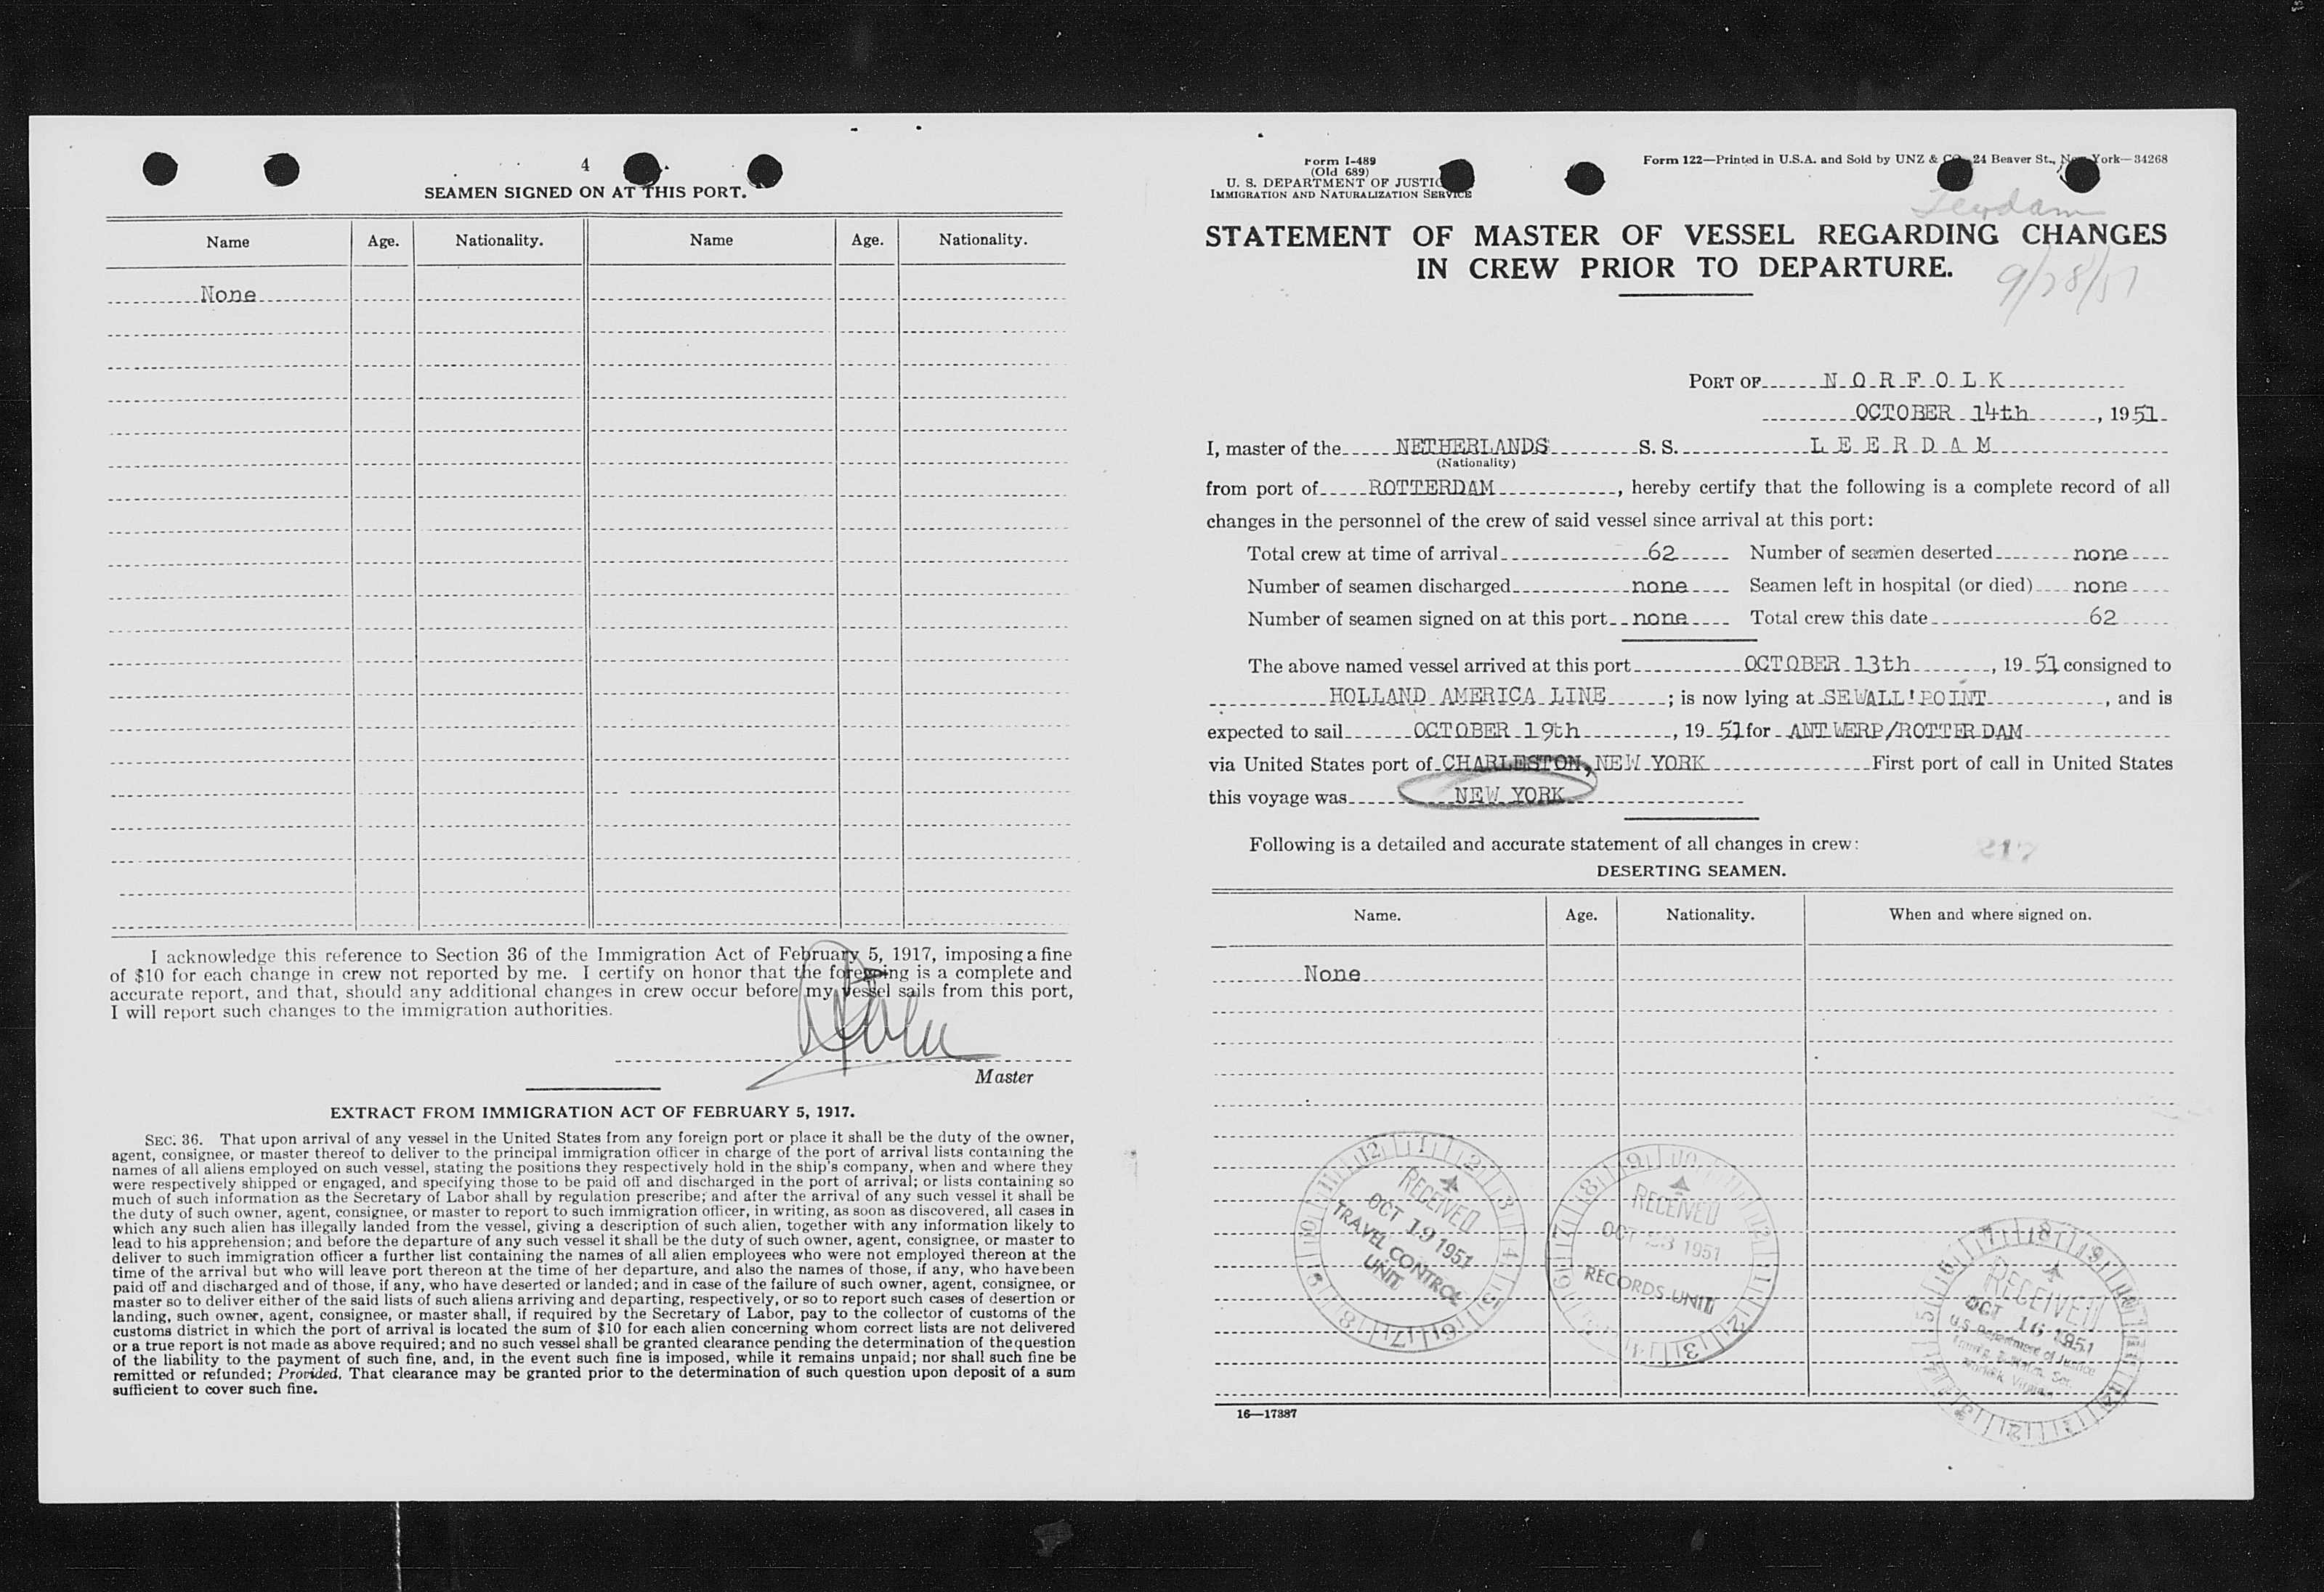 4
SEAMEN SIGNED ON AT THIS PORT.
Name Age. Nationality. Name Age. Nationality.
None
I acknowledge this reference to Section 36 of the Immigration Act of February 5, 1917, imposing a fine
of $10 for each change in crew not reported by me. I certify on honor that the foregoing is a complete and
accurate report, and that, should any additional changes in crew occur before my vessel sails from this port,
I will report such changes to the immigration authorities.
Master
EXTRACT FROM IMMIGRATION ACT OF FEBRUARY 5, 1917.
SEC. 36. That upon arrival of any vessel in the United States from any foreign port or place it shall be the duty of the owner,
agent, consignee, or master thereof to deliver to the principal immigration officer in charge of the port of arrival lists containing the
names of all aliens employed on such vessel, stating the positions they respectively hold in the ship's company, when and where they
were respectively shipped or engaged, and specifying those to be paid off and discharged in the port of arrival; or lists containing so
much of such information as the Secretary of Labor shall by regulation prescribe; and after the arrival of any such vessel it shall be
the duty of such owner, agent, consignee, or master to report to such immigration officer, in writing, as soon as discovered, all cases in
which any such alien has illegally landed from the vessel, giving a description of such alien, together with any information likely to
lead to his apprehension; and before the departure of any such vessel it shall be the duty of such owner, agent, consignee, or master to
deliver to such immigration officer a further list containing the names of all alien employees who were not employed thereon at the
time of the arrival but who will leave port thereon at the time of her departure, and also the names of those, if any, who have been
paid off and discharged and of those, if any, who have deserted or landed; and in case of the failure of such owner, agent, consignee, or
master so to deliver either of the said lists of such aliens arriving and departing, respectively, or so to report such cases of desertion or
landing, such owner, agent, consignee, or master shall, if required by the Secretary of Labor, pay to the collector of customs of the
customs district in which the port of arrival is located the sum of $10 for each alien concerning whom correct lists are not delivered
or a true report is not made as above required; and no such vessel shall be granted clearance pending the determination of the question
of the liability to the payment of such fine, and, in the event such fine is imposed, while it remains unpaid; nor shall such fine be
remitted or refunded; Provided, That clearance may be granted prior to the determination of such question upon deposit of a sum
sufficient to cover such fine.
Form I-489
(Old 689)
U. S. DEPARTMENT OF JUSTICE
IMMIGRATION AND NATURALIZATION SERVICE
Form 122—Printed in U.S.A. and Sold by UNZ & CO., 24 Beaver St., New York—34268
Leerdam
STATEMENT OF MASTER OF VESSEL REGARDING CHANGES
IN CREW PRIOR TO DEPARTURE.
9/28/51
PORT OF NORFOLK
OCTOBER 14th, 1951
I, master of the NETHERLANDS S. S. LEERDAM
(Nationality)
from port of ROTTERDAM, hereby certify that the following is a complete record of all
changes in the personnel of the crew of said vessel since arrival at this port:
Total crew at time of arrival 62 Number of seamen deserted none
Number of seamen discharged none Seamen left in hospital (or died) none
Number of seamen signed on at this port none Total crew this date 62
The above named vessel arrived at this port OCTOBER 13th, 19 51 consigned to
HOLLAND AMERICA LINE; is now lying at SEWALL'POINT, and is
expected to sail OCTOBER 19th, 19 51 for ANTWERP/ROTTERDAM
via United States port of CHARLESTON, NEW YORK First port of call in United States
this voyage was NEW YORK
Following is a detailed and accurate statement of all changes in crew:
217
DESERTING SEAMEN.
Name. Age. Nationality. When and where signed on.
None
RECEIVED
OCT 19 1951
TRAVEL CONTROL
UNIT
RECEIVED
OCT 23 1951
RECORDS UNIT
RECEIVED
OCT 16 1951
U.S. Department of Justice
Norfolk, Virginia
16—17887